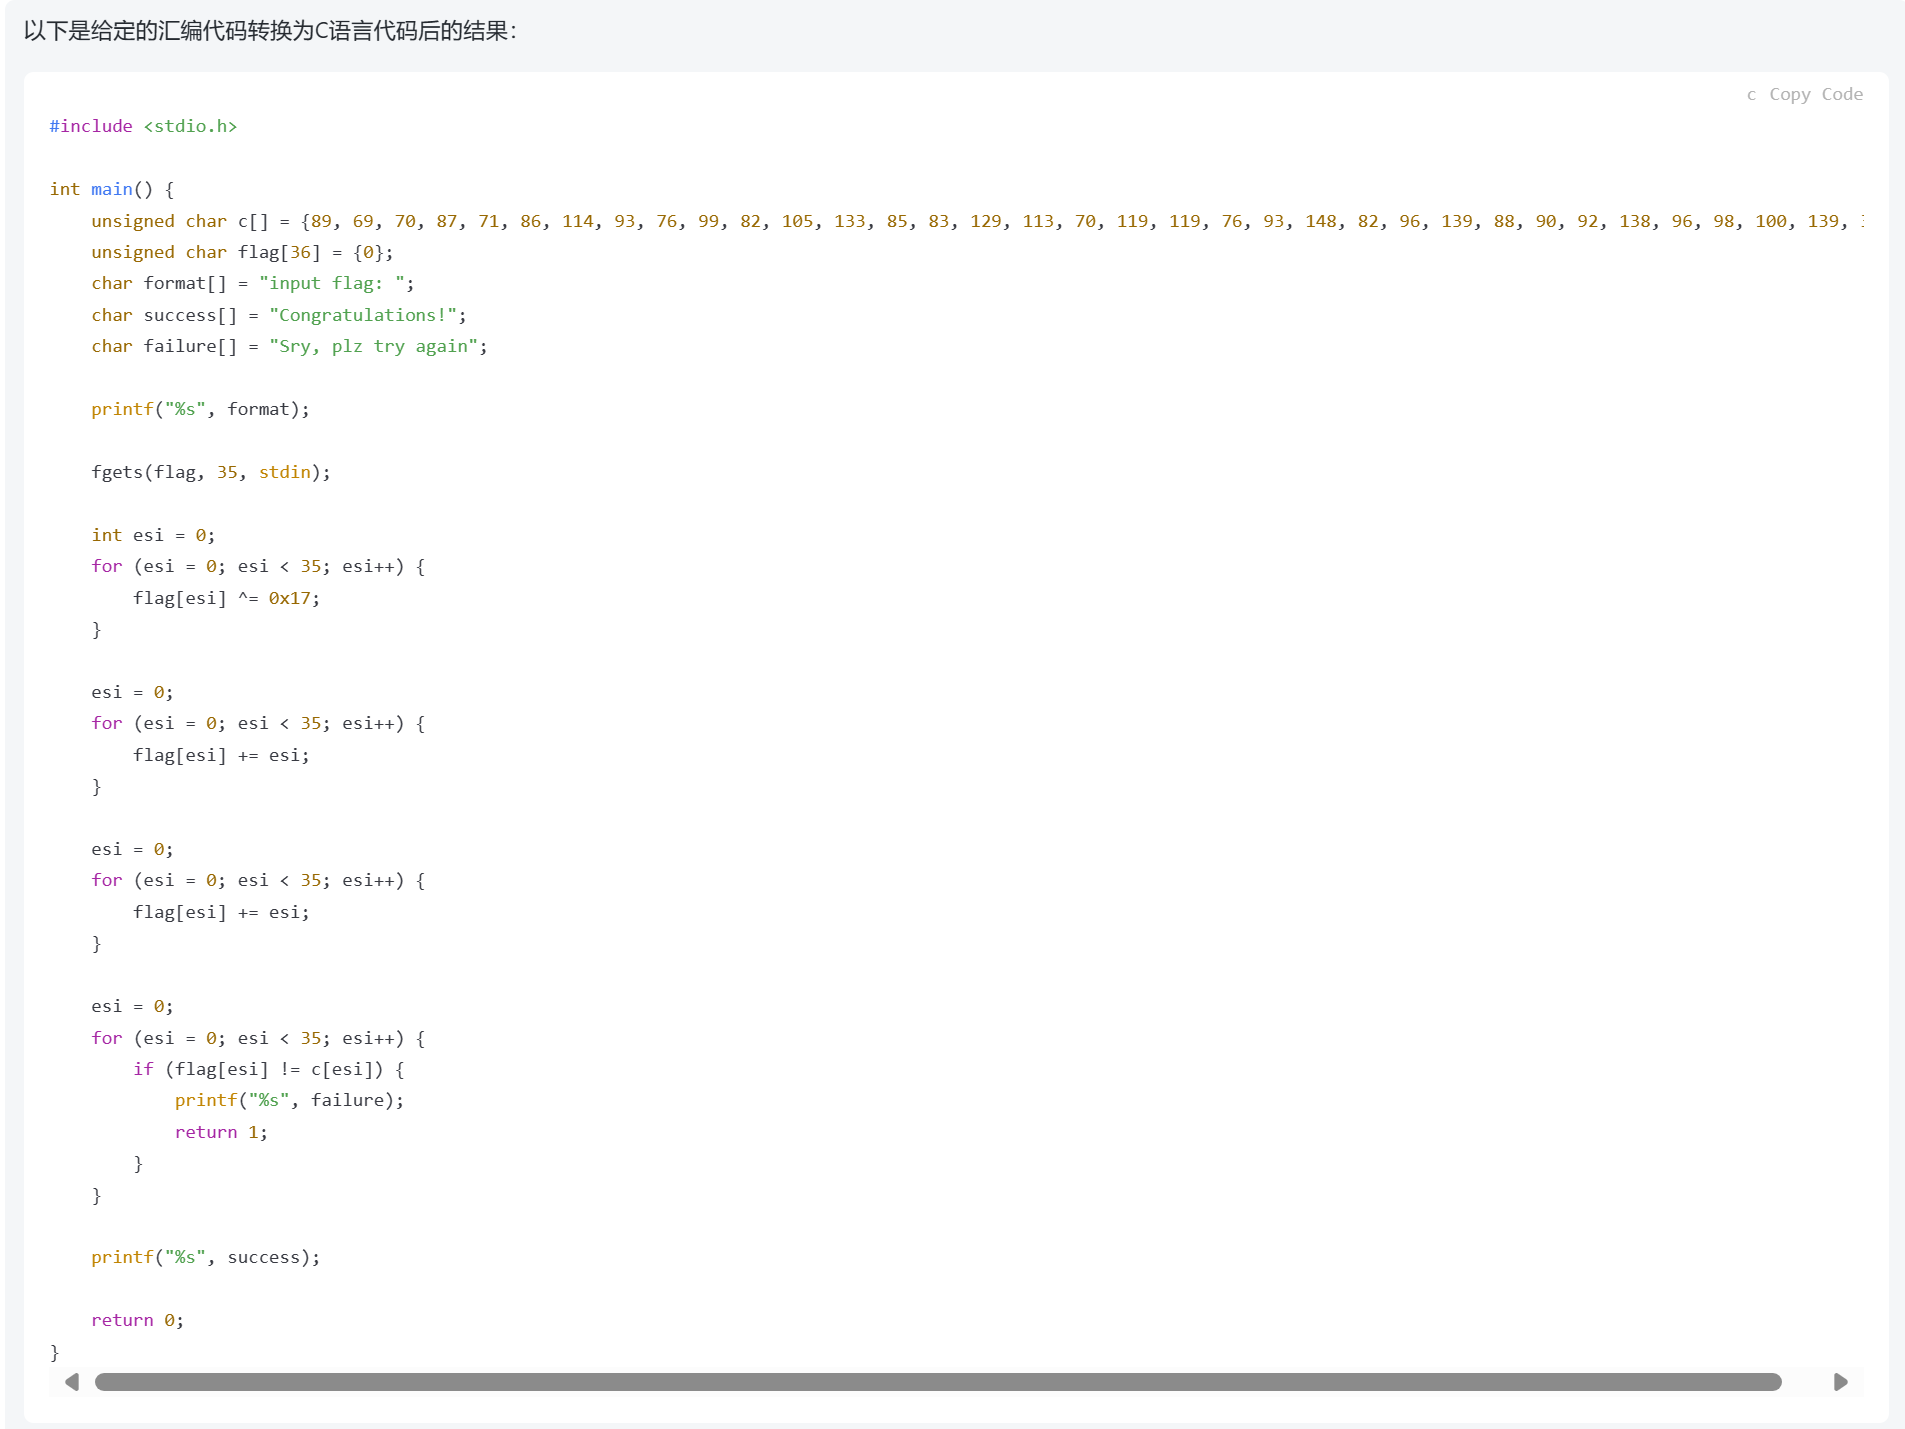 以下是给定的汇编代码转换为C语言代码后的结果：
c Copy Code
#include <stdio.h>
int main() {
    unsigned char c[] = {89, 69, 70, 87, 71, 86, 114, 93, 76, 99, 82, 105, 133, 85, 83, 129, 113, 70, 119, 119, 76, 93, 148, 82, 96, 139, 88, 90, 92, 138, 96, 98, 100, 139,
    unsigned char flag[36] = {0};
    char format[] = "input flag: ";
    char success[] = "Congratulations!";
    char failure[] = "Sry, plz try again";
    printf("%s", format);
    fgets(flag, 35, stdin);
    int esi = 0;
    for (esi = 0; esi < 35; esi++) {
        flag[esi] ^= 0x17;
    }
    esi = 0;
    for (esi = 0; esi < 35; esi++) {
        flag[esi] += esi;
    }
    esi = 0;
    for (esi = 0; esi < 35; esi++) {
        flag[esi] += esi;
    }
    esi = 0;
    for (esi = 0; esi < 35; esi++) {
        if (flag[esi] != c[esi]) {
            printf("%s", failure);
            return 1;
        }
    }
    printf("%s", success);
    return 0;
}